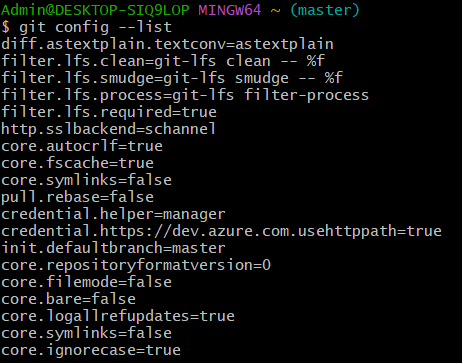 Admin@DESKTOP-SIQ9LOP MINGW64 ~ (master)
$ git config --list
diff.astextplain.textconv=astextplain
filter.lfs.clean=git-lfs clean -- %f
filter.lfs.smudge=git-lfs smudge -- %f
filter.lfs.process=git-lfs filter-process
filter.lfs.required=true
http.sslbackend=schannel
core.autocrlf=true
core.fscache=true
core.symlinks=false
pull.rebase=false
credential.helper=manager
credential.https://dev.azure.com.usehttppath=true
init.defaultbranch=master
core.repositoryformatversion=0
core.filemode=false
core.bare=false
core.logallrefupdates=true
core.symlinks=false
core.ignorecase=true